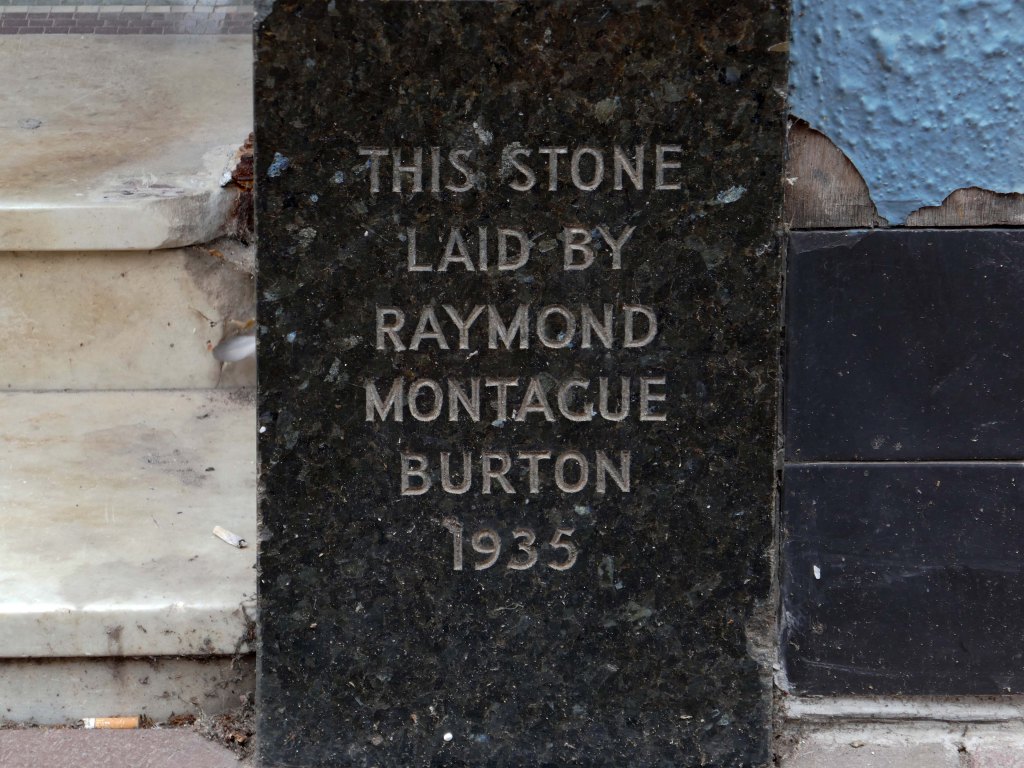 THIS STONE
LAID BY
RAYMOND
MONTAGUE
BURTON
1935